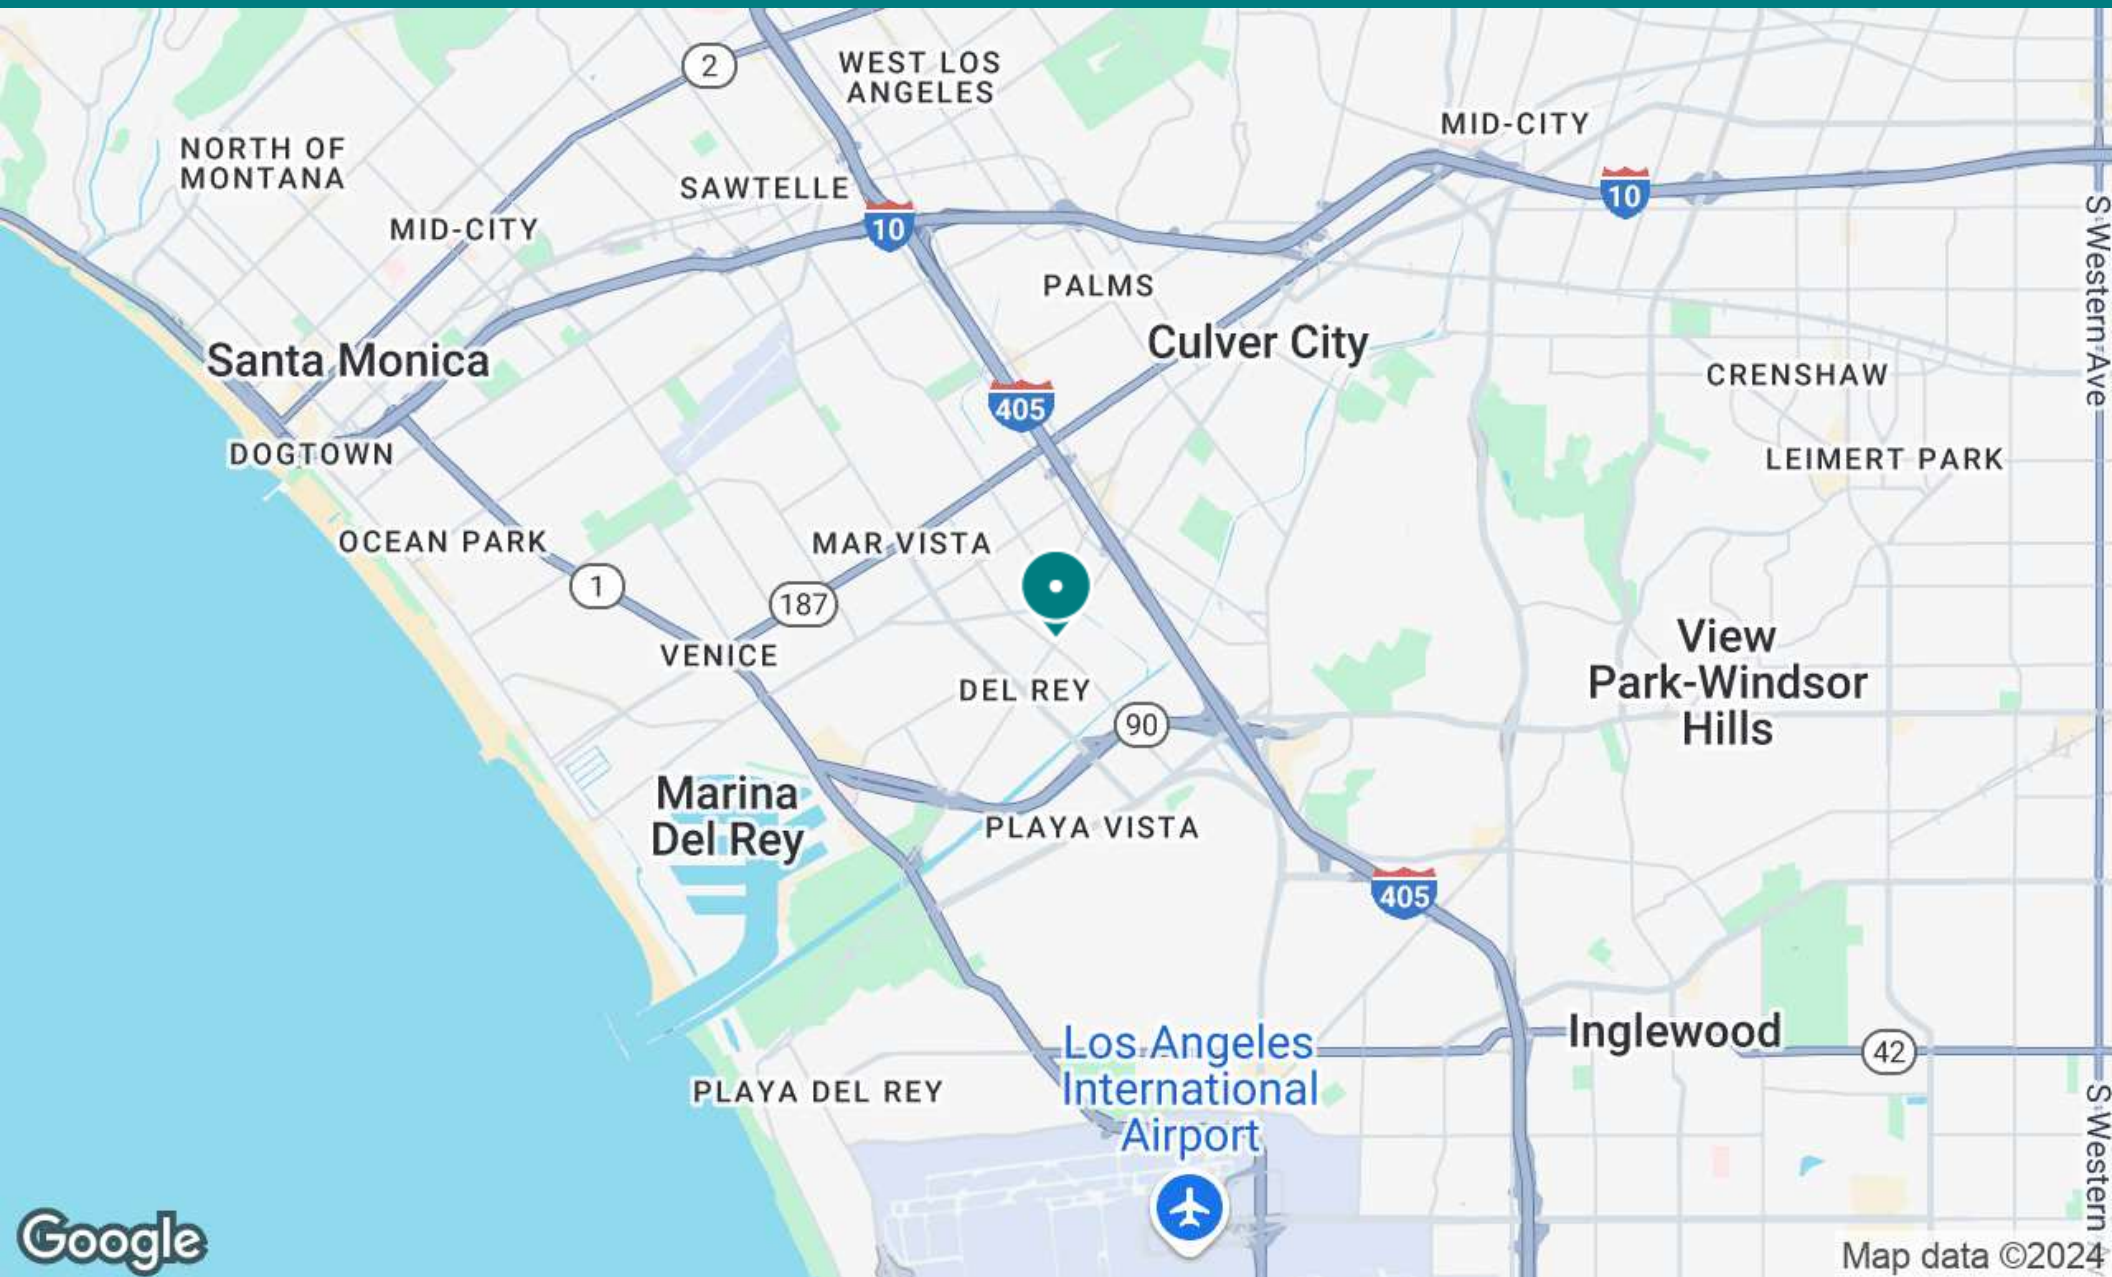 2
WEST LOS
ANGELES
MID-CITY
NORTH OF
MONTANA
SAWTELLE
10
10
MID-CITY
S Western Ave
PALMS
Culver City
Santa Monica
CRENSHAW
405
DOGTOWN
LEIMERT PARK
OCEAN PARK
MAR VISTA
1
187
VENICE
View
Park-Windsor
Hills
DEL REY
90
Marina
Del Rey
PLAYA VISTA
405
Inglewood
Los Angeles
International
Airport
42
PLAYA DEL REY
S Western
Google
Map data ©2024